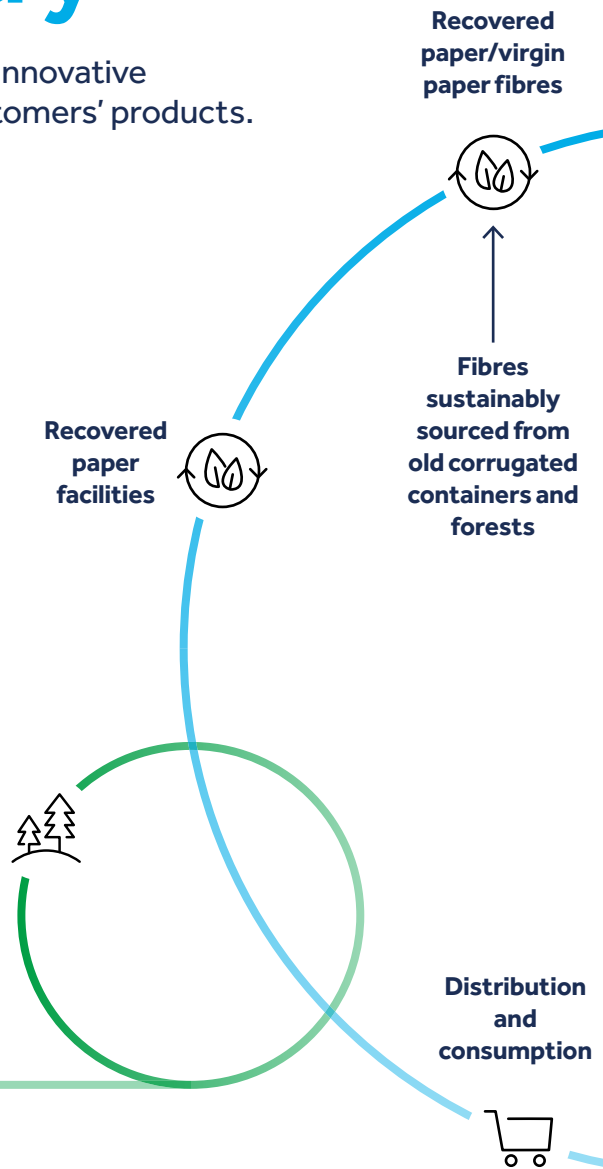 innovative
tomers' products.
Recovered
paper/virgin
paper fibres
Fibres
sustainably
sourced from
old corrugated
containers and
forests
Recovered
paper
facilities
Distribution
and
consumption